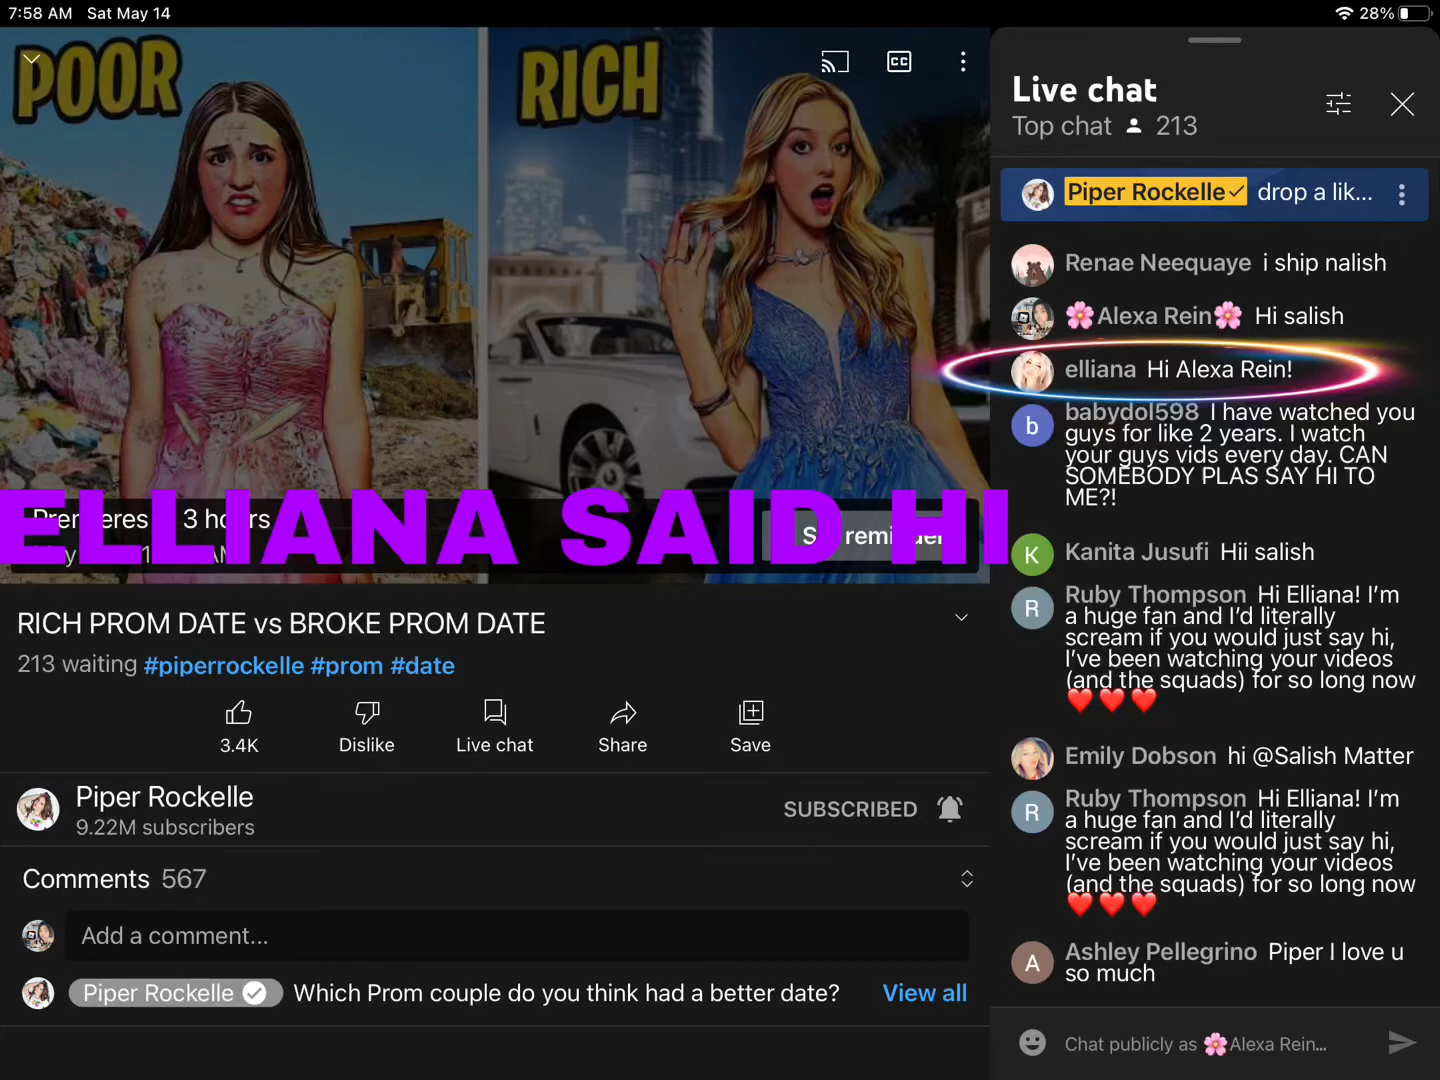 7:58 AM Sat May 14
28%
POOR
RICH
CC
ELLIANA SAID HI
Premieres
3 hours
RICH PROM DATE vs BROKE PROM DATE
213 waiting #piperrockelle #prom #date
3.4K
Dislike
Live chat
Share
Save
Piper Rockelle
9.22M subscribers
SUBSCRIBED
Comments 567
Add a comment...
Piper Rockelle Which Prom couple do you think had a better date? View all
Live chat
Top chat 213
Piper Rockelle drop a lik...
Renae Neequaye i ship nalish
🌸Alexa Rein🌸 Hi salish
elliana Hi Alexa Rein!
b
babydol598 I have watched you
guys for like 2 years. I watch
your guys vids every day. CAN
SOMEBODY PLAS SAY HI TO
ME?!
K
Kanita Jusufi Hii salish
R
Ruby Thompson Hi Elliana! I'm
a huge fan and I'd literally
scream if you would just say hi,
I've been watching your videos
(and the squads) for so long now
❤️❤️❤️
Emily Dobson hi @Salish Matter
R
Ruby Thompson Hi Elliana! I'm
a huge fan and I'd literally
scream if you would just say hi,
I've been watching your videos
(and the squads) for so long now
❤️❤️❤️
A
Ashley Pellegrino Piper I love u
so much
Chat publicly as 🌸Alexa Rein...